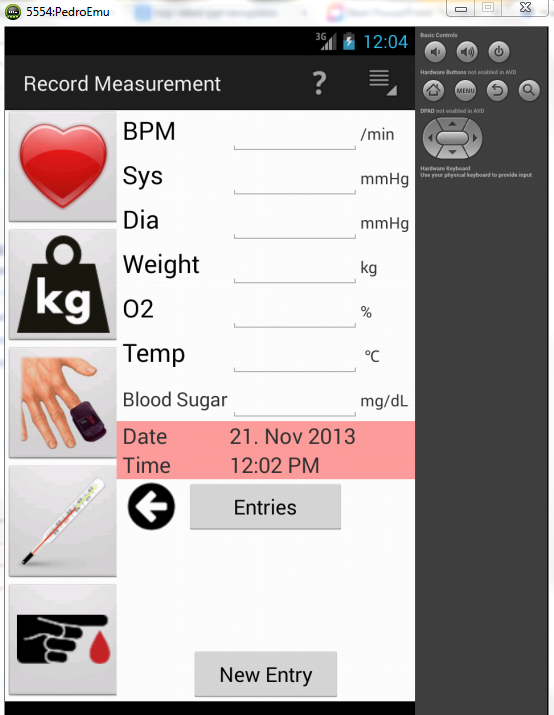 5554:PedroEmu
3G 12:04
Record Measurement ?
BPM /min
Sys mmHg
Dia mmHg
Weight kg
O2 %
Temp °C
Blood Sugar mg/dL
Date 21. Nov 2013
Time 12:02 PM
Entries
New Entry
kg
Basic Controls
Hardware Buttons not enabled in AVD
MENU
DPAD not enabled in AVD
Hardware Keyboard
Use your physical keyboard to provide input